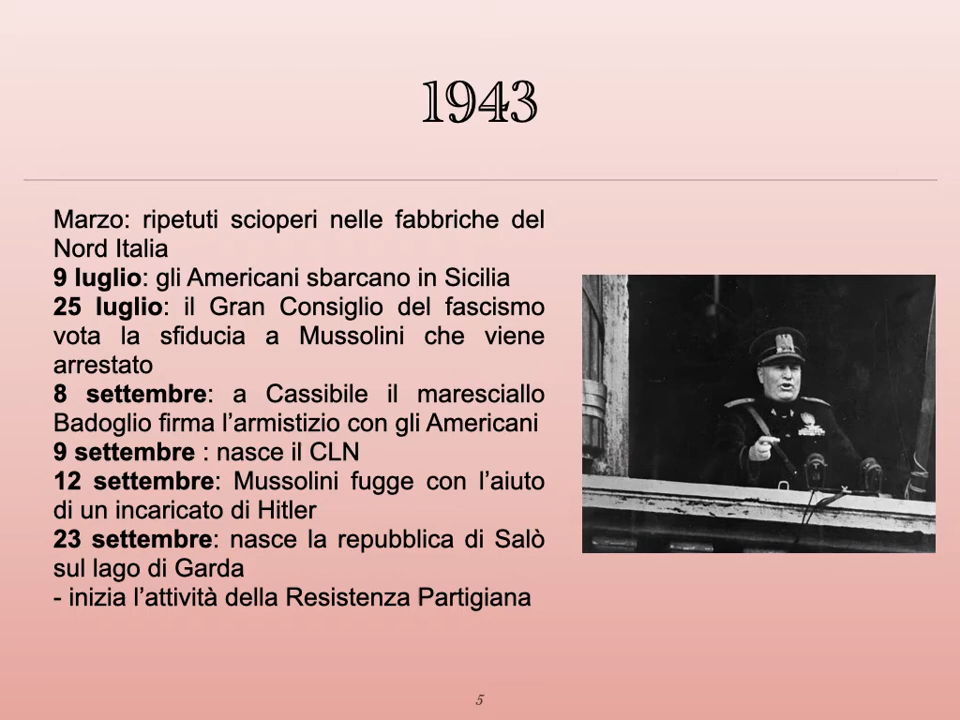 1943
Marzo: ripetuti scioperi nelle fabbriche del
Nord Italia
9 luglio: gli Americani sbarcano in Sicilia
25 luglio: il Gran Consiglio del fascismo
vota la sfiducia a Mussolini che viene
arrestato
8 settembre: a Cassibile il maresciallo
Badoglio firma l’armistizio con gli Americani
9 settembre : nasce il CLN
12 settembre: Mussolini fugge con l’aiuto
di un incaricato di Hitler
23 settembre: nasce la repubblica di Salò
sul lago di Garda
- inizia l’attività della Resistenza Partigiana
5